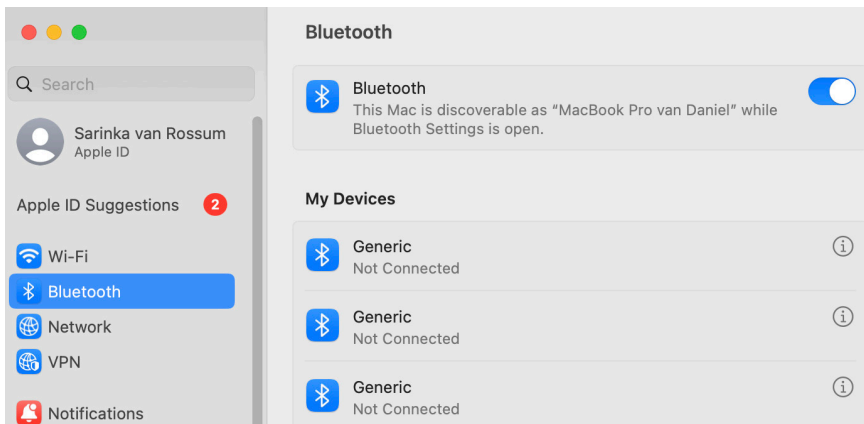 Bluetooth
Search
Bluetooth
This Mac is discoverable as “MacBook Pro van Daniel” while
Bluetooth Settings is open.
Sarinka van Rossum
Apple ID
Apple ID Suggestions
2
My Devices
Wi-Fi
Bluetooth
Network
VPN
Notifications
Generic
Not Connected
Generic
Not Connected
Generic
Not Connected